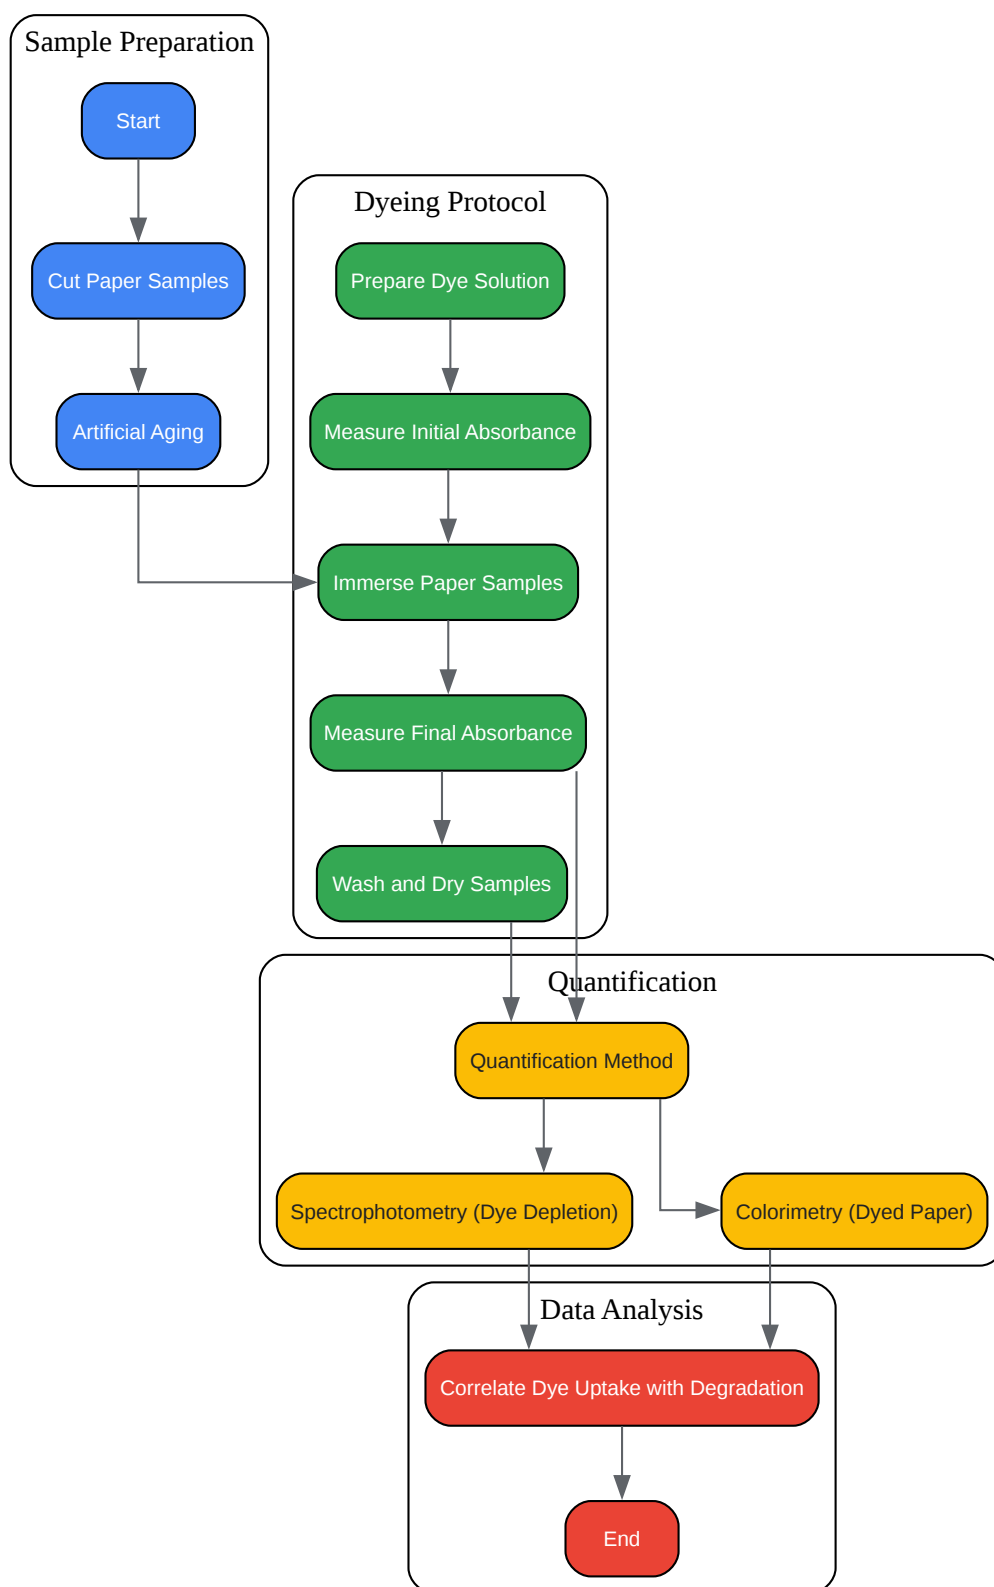 Sample Preparation
Start
Cut Paper Samples
Artificial Aging
Dyeing Protocol
Prepare Dye Solution
Measure Initial Absorbance
Immerse Paper Samples
Measure Final Absorbance
Wash and Dry Samples
Quantification
Quantification Method
Spectrophotometry (Dye Depletion)
Colorimetry (Dyed Paper)
Data Analysis
Correlate Dye Uptake with Degradation
End